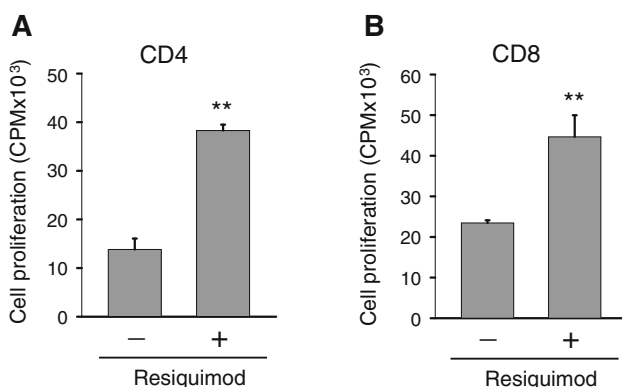 A
CD4
Cell proliferation (CPMx10³)
50
40
30
20
10
0
**
− +
Resiquimod
B
CD8
Cell proliferation (CPMx10³)
60
50
40
30
20
10
0
**
− +
Resiquimod